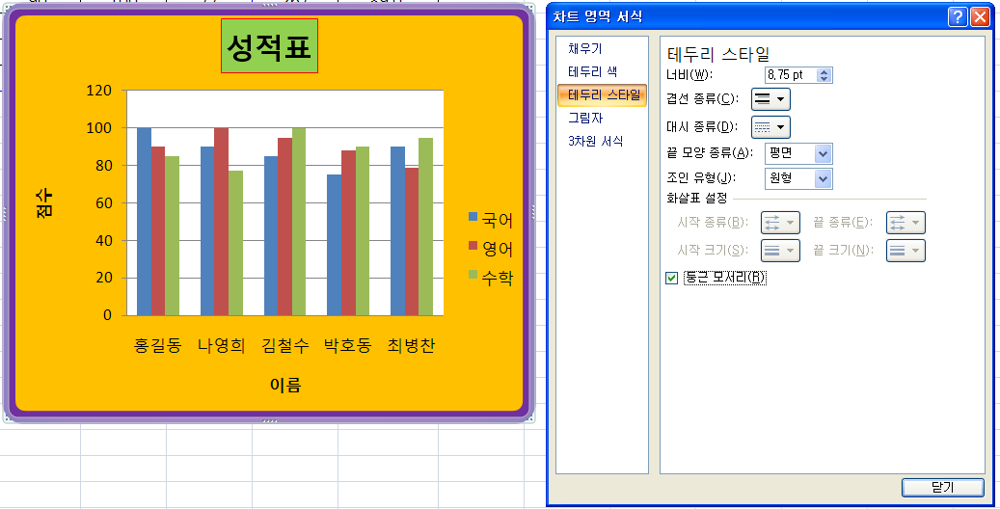 성적표
120
100
80
60
40
20
0
점수
국어
영어
수학
홍길동 나영희 김철수 박호동 최병찬
이름
차트 영역 서식
채우기
테두리 색
테두리 스타일
그림자
3차원 서식
테두리 스타일
너비(W): 8,75 pt
겹선 종류(C):
대시 종류(D):
끝 모양 종류(A): 평면
조인 유형(J): 원형
화살표 설정
시작 종류(B): 끝 종류(E):
시작 크기(S): 끝 크기(N):
둥근 모서리(R)
닫기